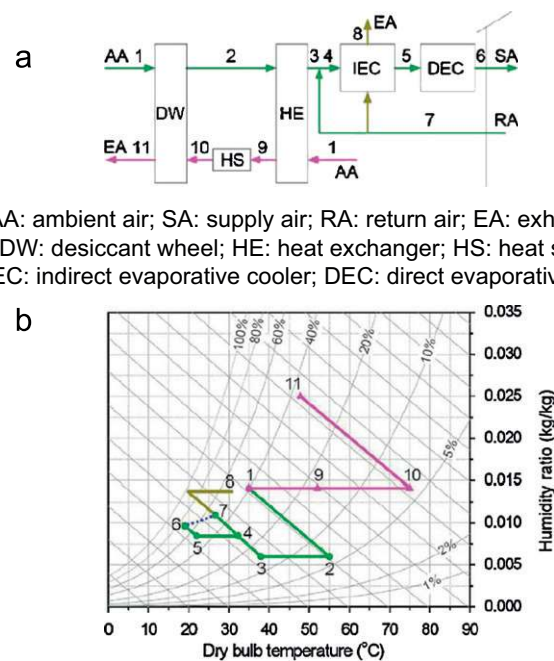 a
AA 1 2 3 4 8 EA 5 6 SA
IEC DEC
DW HE
7 RA
EA 11 10 HS 9 1
AA
AA: ambient air; SA: supply air; RA: return air; EA: exh
DW: desiccant wheel; HE: heat exchanger; HS: heat s
EC: indirect evaporative cooler; DEC: direct evaporative
b
100% 80% 60% 40% 20% 10% 5% 2% 1%
11
1 9 10
8
7
6
5 4
3 2
0.035
0.030
0.025
0.020
0.015
0.010
0.005
0.000
Humidity ratio (kg/kg)
0 10 20 30 40 50 60 70 80 90
Dry bulb temperature (°C)